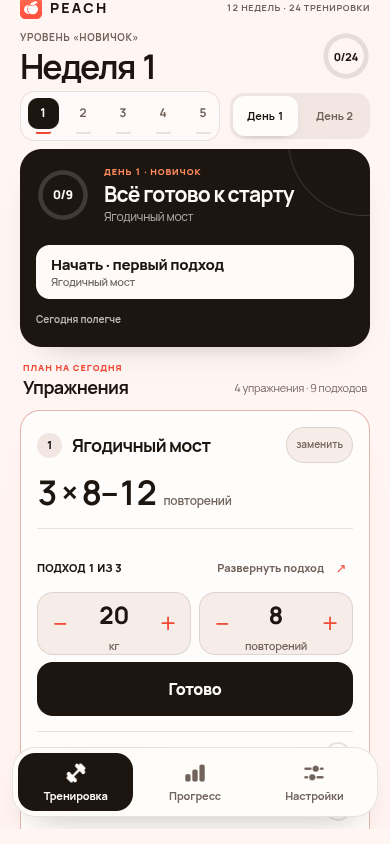 PEACH
12 НЕДЕЛЬ · 24 ТРЕНИРОВКИ
УРОВЕНЬ «НОВИЧОК»
Неделя 1
0/24
1 2 3 4 5
День 1 День 2
ДЕНЬ 1 · НОВИЧОК
0/9
Всё готово к старту
Ягодичный мост
Начать · первый подход
Ягодичный мост
Сегодня полегче
ПЛАН НА СЕГОДНЯ
Упражнения
4 упражнения · 9 подходов
1 Ягодичный мост заменить
3 × 8–12 повторений
ПОДХОД 1 ИЗ 3 Развернуть подход ↗
− 20 + − 8 +
кг повторений
Готово
Тренировка Прогресс Настройки